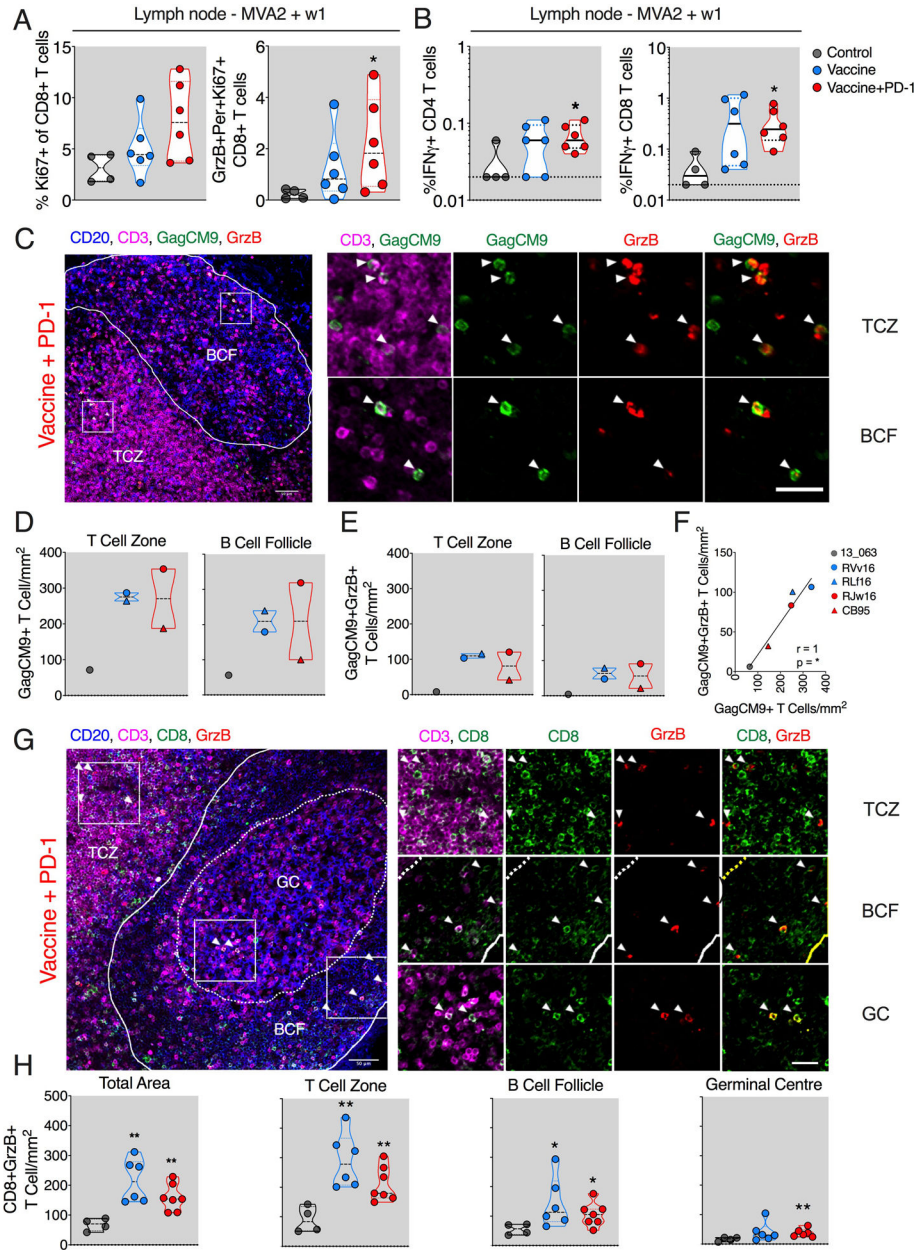 A
Lymph node - MVA2 + w1
% Ki67+ of CD8+ T cells
15
10
5
0
GrzB+Per+Ki67+
CD8+ T cells
6
4
2
0
*
B
Lymph node - MVA2 + w1
%IFNγ+ CD4 T cells
1
0.1
0.01
*
%IFNγ+ CD8 T cells
10
1
0.1
0.01
*
Control
Vaccine
Vaccine+PD-1
C
CD20, CD3, GagCM9, GrzB
Vaccine + PD-1
BCF
TCZ
CD3, GagCM9
GagCM9
GrzB
GagCM9, GrzB
TCZ
BCF
D
T Cell Zone
B Cell Follicle
GagCM9+ T Cell/mm²
400
300
200
100
0
E
T Cell Zone
B Cell Follicle
GagCM9+GrzB+
T Cells/mm²
400
300
200
100
0
F
GagCM9+GrzB+ T Cells/mm²
150
100
50
0
0 100 200 300 400
GagCM9+ T Cells/mm²
r = 1
p = *
13_063
RVv16
RLf16
RJw16
CB95
G
CD20, CD3, CD8, GrzB
Vaccine + PD-1
TCZ
GC
BCF
50 µm
CD3, CD8
CD8
GrzB
CD8, GrzB
TCZ
BCF
GC
H
Total Area
T Cell Zone
B Cell Follicle
Germinal Centre
CD8+GrzB+
T Cell/mm²
500
400
300
200
100
0
**
**
**
**
*
*
**